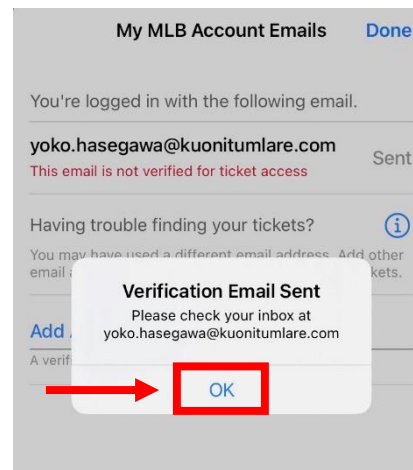 My MLB Account Emails Done
You're logged in with the following email.
yoko.hasegawa@kuonitumlare.com
Sent
This email is not verified for ticket access
Having trouble finding your tickets?
You may have used a different email address. Add other
email
kets.
Verification Email Sent
Please check your inbox at
yoko.hasegawa@kuonitumlare.com
Add
A verif
OK